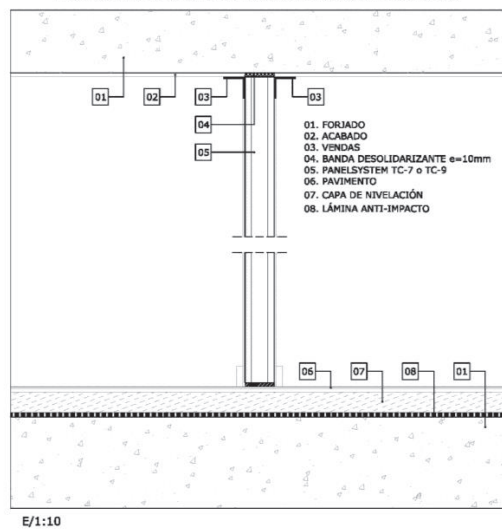 01
02
03
03
04
05
01. FORJADO
02. ACABADO
03. VENDAS
04. BANDA DESOLIDARIZANTE e=10mm
05. PANELSYSTEM TC-7 o TC-9
06. PAVIMENTO
07. CAPA DE NIVELACIÓN
08. LÁMINA ANTI-IMPACTO
06
07
08
01
E/1:10